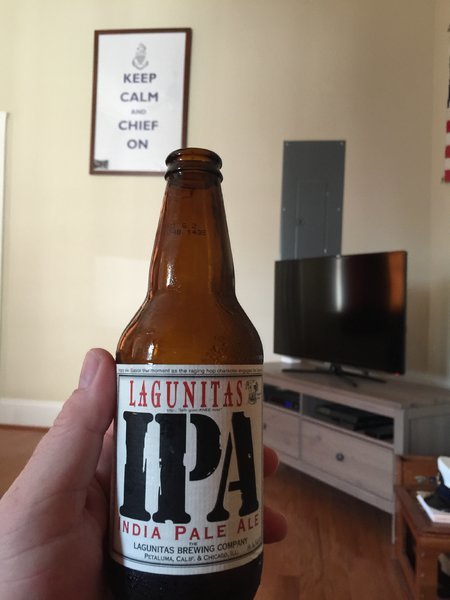 KEEP
CALM
AND
CHIEF
ON
LAGUNITAS
IPA
INDIA PALE ALE
THE
LAGUNITAS BREWING COMPANY
PETALUMA, CALIF. & CHICAGO, ILL.